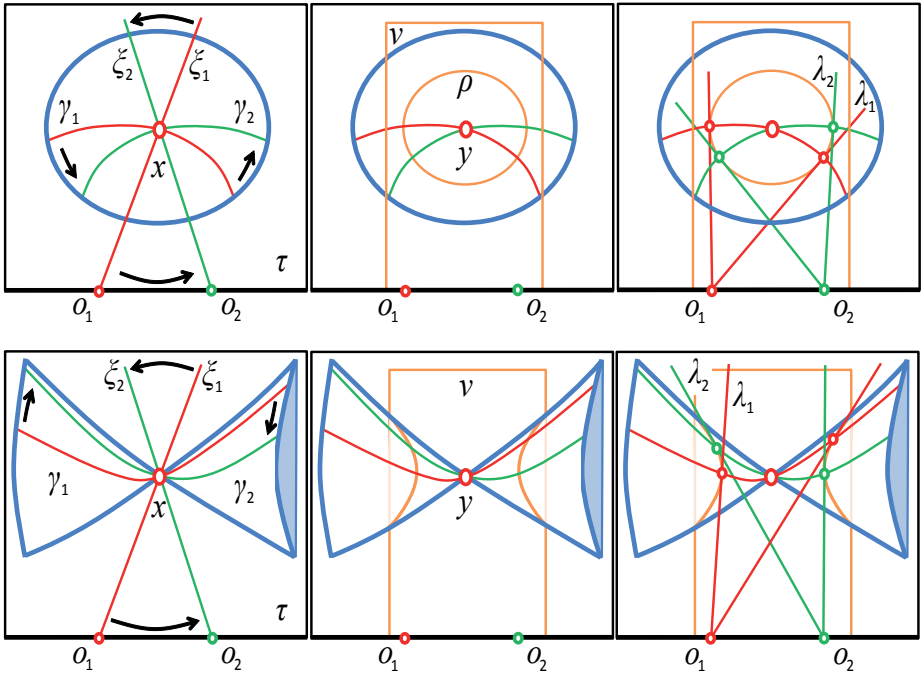 ξ₂ ξ₁
γ₁ γ₂
x
τ
o₁ o₂
ν
ρ
y
o₁ o₂
λ₂ λ₁
o₁ o₂
ξ₂ ξ₁
γ₁ γ₂
x
τ
o₁ o₂
ν
y
o₁ o₂
λ₂ λ₁
o₁ o₂